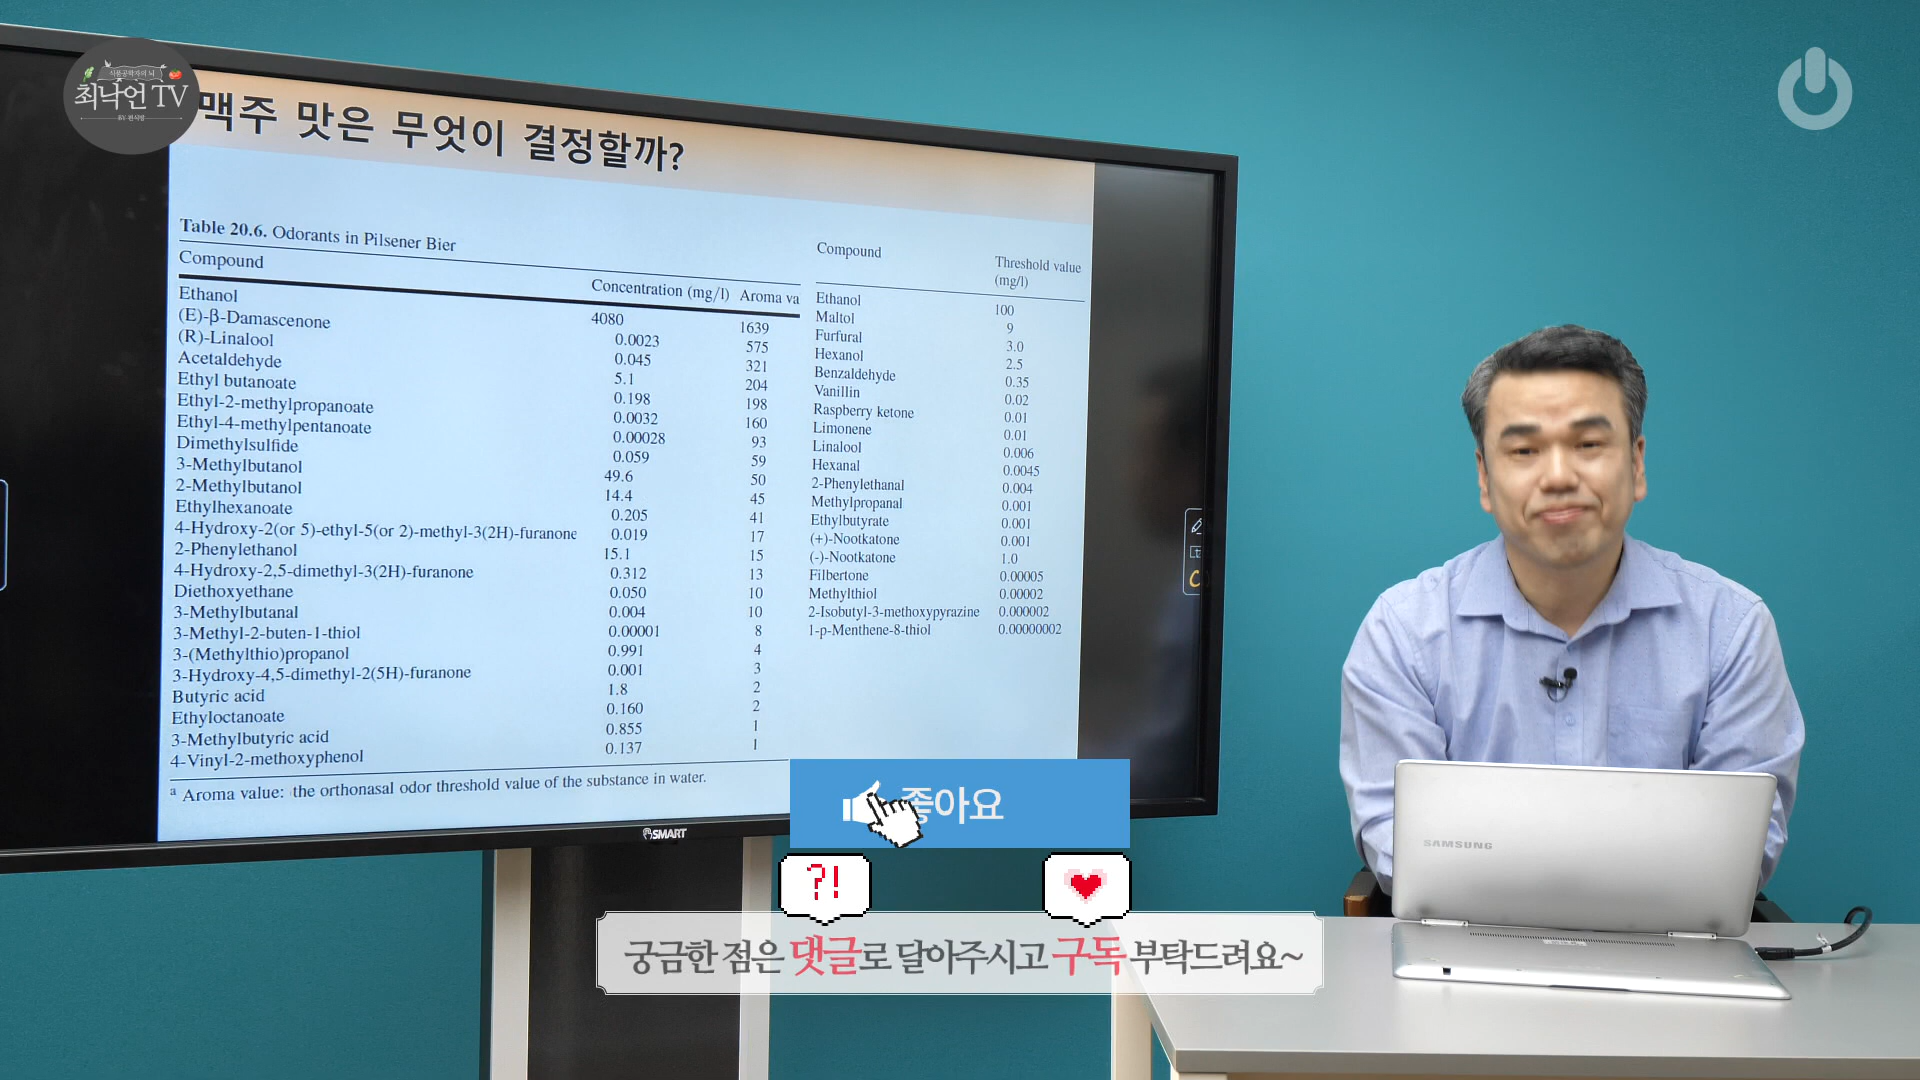 식품공학자의 뇌
최낙언 TV
BY 편식왕
맥주 맛은 무엇이 결정할까?
Table 20.6. Odorants in Pilsener Bier
Compound Concentration (mg/l) Aroma va
Ethanol 4080 1639
(E)-β-Damascenone 0.0023 575
(R)-Linalool 0.045 321
Acetaldehyde 5.1 204
Ethyl butanoate 0.198 198
Ethyl-2-methylpropanoate 0.0032 160
Ethyl-4-methylpentanoate 0.00028 93
Dimethylsulfide 0.059 59
3-Methylbutanol 49.6 50
2-Methylbutanol 14.4 45
Ethylhexanoate 0.205 41
4-Hydroxy-2(or 5)-ethyl-5(or 2)-methyl-3(2H)-furanone 0.019 17
2-Phenylethanol 15.1 15
4-Hydroxy-2,5-dimethyl-3(2H)-furanone 0.312 13
Diethoxyethane 0.050 10
3-Methylbutanal 0.004 10
3-Methyl-2-buten-1-thiol 0.00001 8
3-(Methylthio)propanol 0.991 4
3-Hydroxy-4,5-dimethyl-2(5H)-furanone 0.001 3
Butyric acid 1.8 2
Ethyloctanoate 0.160 2
3-Methylbutyric acid 0.855 1
4-Vinyl-2-methoxyphenol 0.137 1
a Aroma value: the orthonasal odor threshold value of the substance in water.
Compound Threshold value
(mg/l)
Ethanol 100
Maltol 9
Furfural 3.0
Hexanol 2.5
Benzaldehyde 0.35
Vanillin 0.02
Raspberry ketone 0.01
Limonene 0.01
Linalool 0.006
Hexanal 0.0045
2-Phenylethanal 0.004
Methylpropanal 0.001
Ethylbutyrate 0.001
(+)-Nootkatone 0.001
(-)-Nootkatone 1.0
Filbertone 0.00005
Methylthiol 0.00002
2-Isobutyl-3-methoxypyrazine 0.000002
1-p-Menthene-8-thiol 0.00000002
SMART
SAMSUNG
좋아요
?!
궁금한 점은 댓글로 달아주시고 구독 부탁드려요~